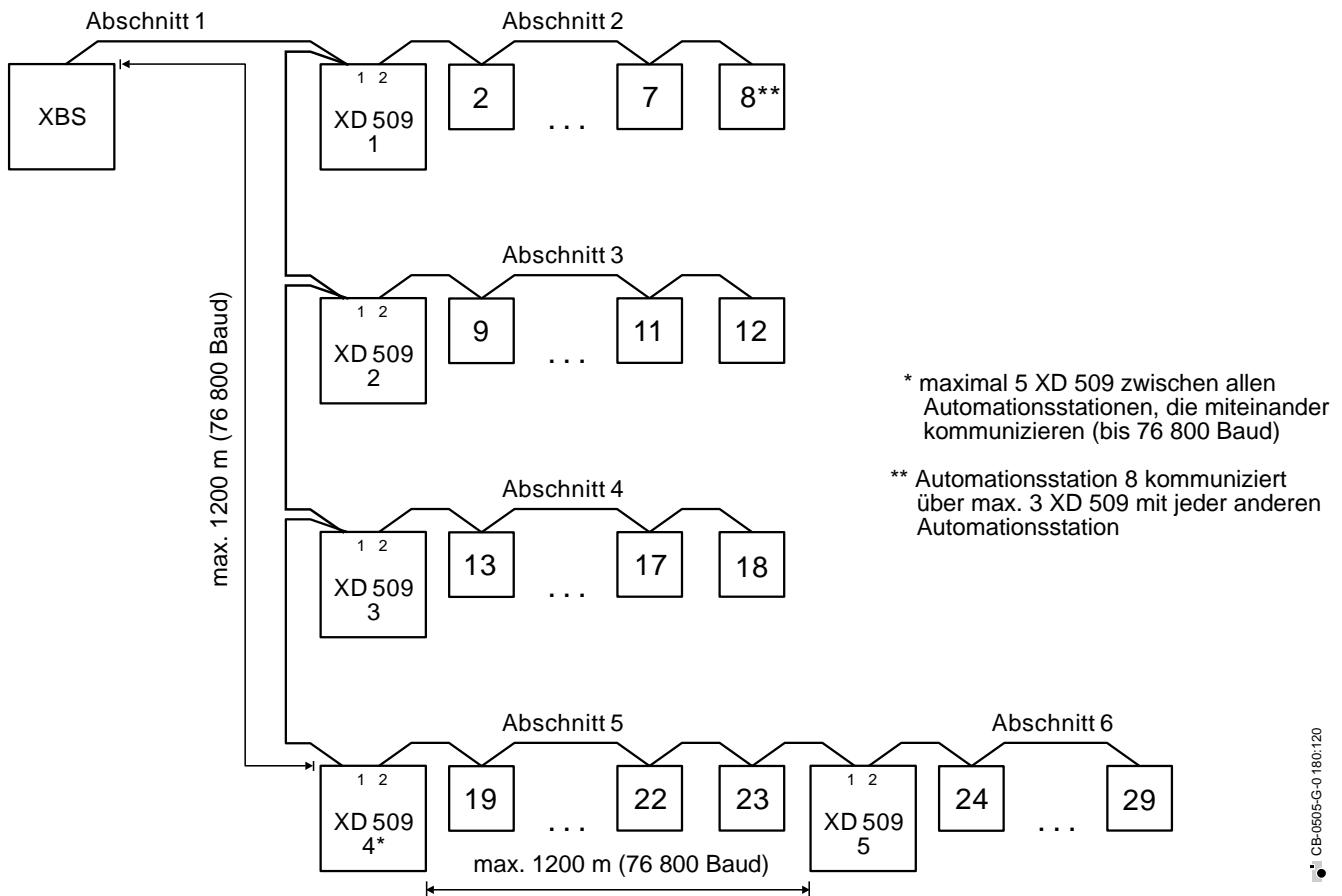 Abschnitt 1
Abschnitt 2
XBS
1 2
XD 509
1
2
. . .
7
8**
Abschnitt 3
1 2
XD 509
2
9
. . .
11
12
max. 1200 m (76 800 Baud)
* maximal 5 XD 509 zwischen allen
Automationsstationen, die miteinander
kommunizieren (bis 76 800 Baud)
** Automationsstation 8 kommuniziert
über max. 3 XD 509 mit jeder anderen
Automationsstation
Abschnitt 4
1 2
XD 509
3
13
. . .
17
18
Abschnitt 5
Abschnitt 6
1 2
XD 509
4*
19
. . .
22
23
1 2
XD 509
5
24
. . .
29
max. 1200 m (76 800 Baud)
CB-0505-G-0 180:120